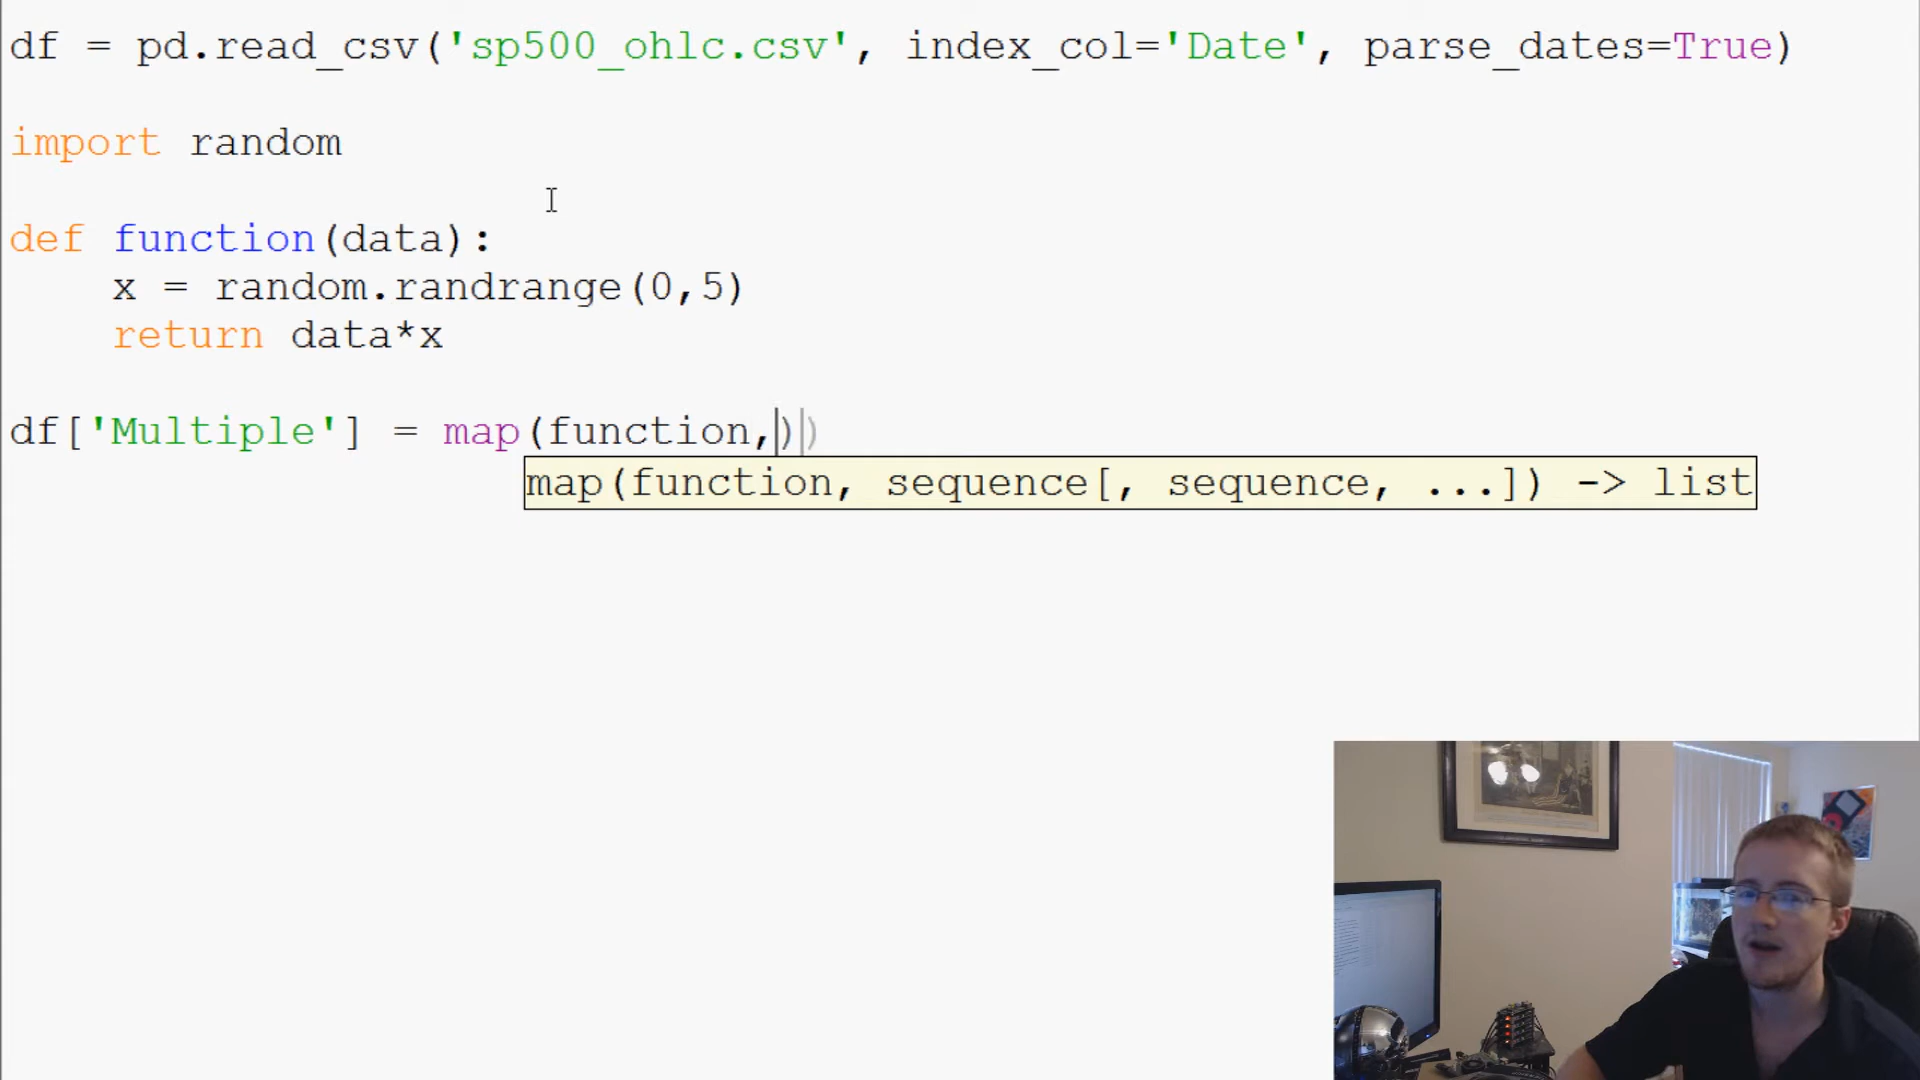 df = pd.read_csv('sp500_ohlc.csv', index_col='Date', parse_dates=True)
import random
def function(data):
x = random.randrange(0,5)
return data*x
df['Multiple'] = map(function,))
map(function, sequence[, sequence, ...]) -> list